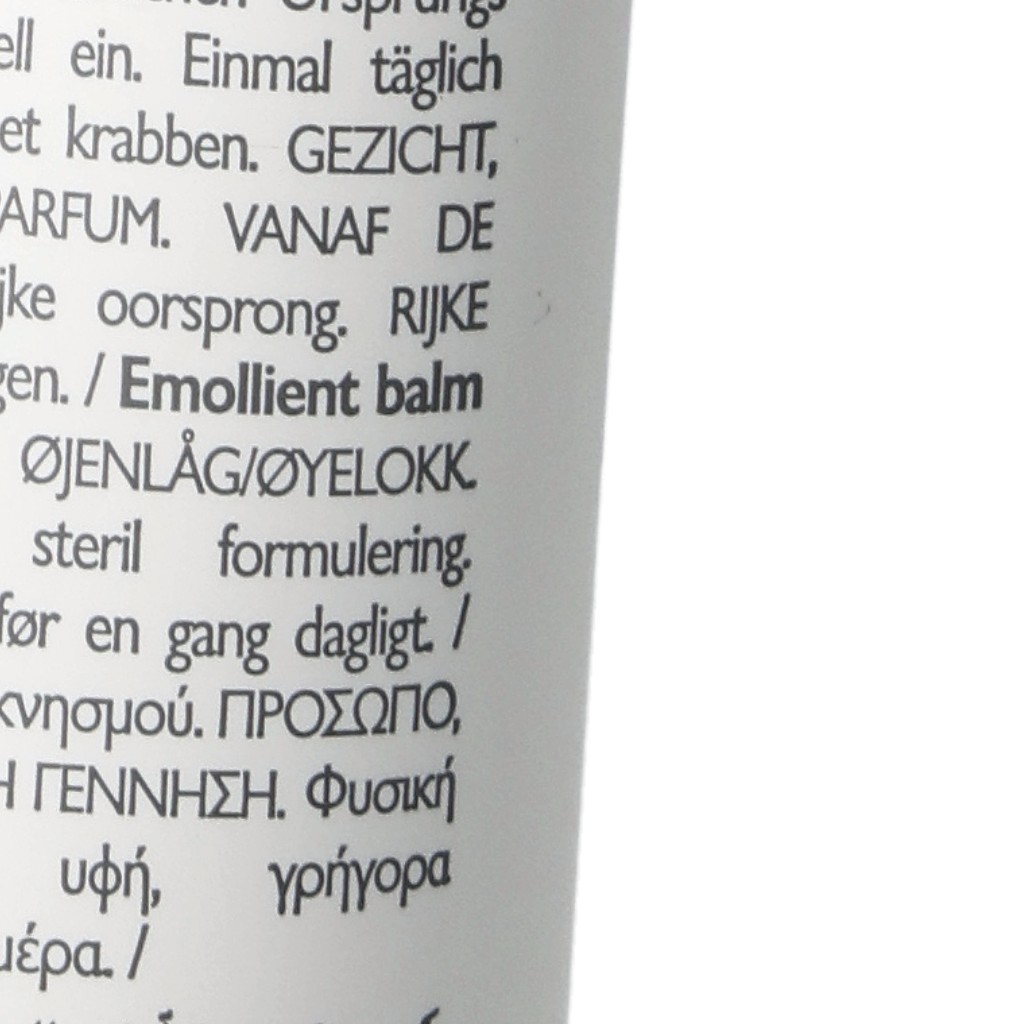 ell ein. Einmal täglich
et krabben. GEZICHT,
PARFUM. VANAF DE
jke oorsprong. RIJKE
gen. / Emollient balm
ØJENLÅG/ØYELOKK.
steril formulering.
før en gang dagligt. /
κνησμού. ΠΡΟΣΩΠΟ,
Η ΓΕΝΝΗΣΗ. Φυσική
υφή, γρήγορα
μέρα. /